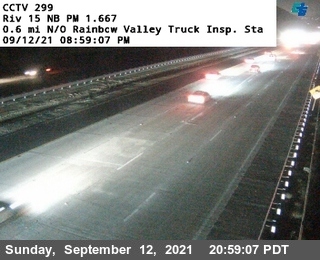 CCTV 299
Riv 15 NB PM 1.667
0.6 mi N/O Rainbcw Valley Truck Insp. Sta
09/12/21 08:59:07 PM
Sunday, September 12, 2021 20:59:07 PDT